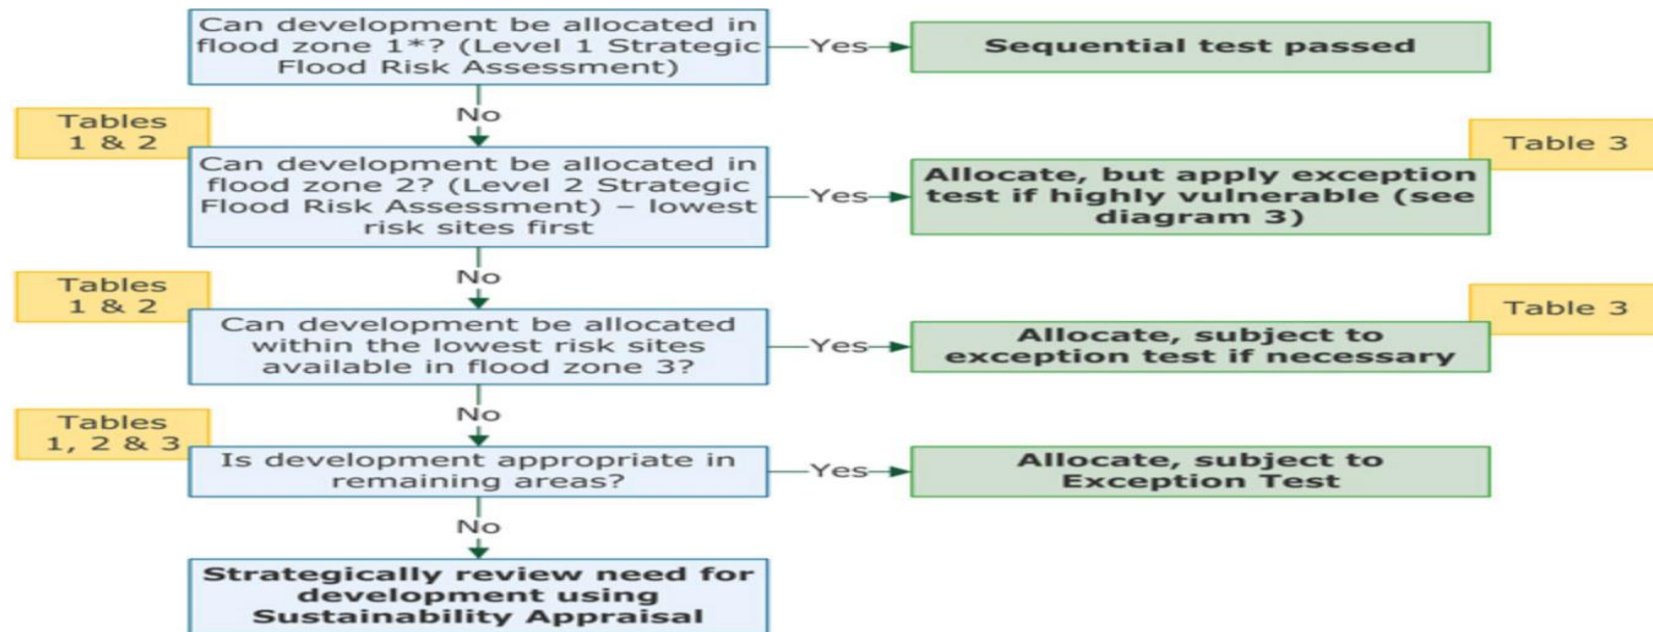 Can development be allocated in
flood zone 1*? (Level 1 Strategic
Flood Risk Assessment)
Yes
Sequential test passed
No
Tables
1 & 2
Can development be allocated in
flood zone 2? (Level 2 Strategic
Flood Risk Assessment) – lowest
risk sites first
Yes
Table 3
Allocate, but apply exception
test if highly vulnerable (see
diagram 3)
No
Tables
1 & 2
Can development be allocated
within the lowest risk sites
available in flood zone 3?
Yes
Table 3
Allocate, subject to
exception test if necessary
No
Tables
1, 2 & 3
Is development appropriate in
remaining areas?
Yes
Allocate, subject to
Exception Test
No
Strategically review need for
development using
Sustainability Appraisal